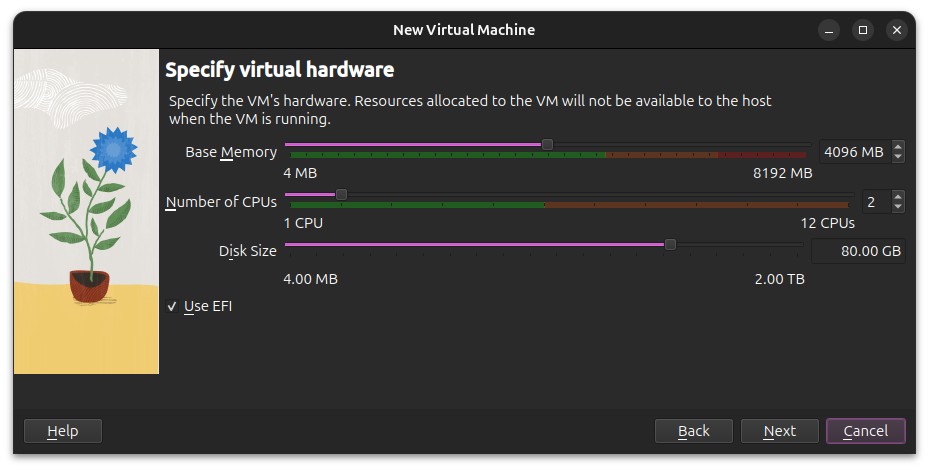 New Virtual Machine
Specify virtual hardware
Specify the VM's hardware. Resources allocated to the VM will not be available to the host
when the VM is running.
Base Memory 4096 MB
4 MB 8192 MB
Number of CPUs 2
1 CPU 12 CPUs
Disk Size 80.00 GB
4.00 MB 2.00 TB
Use EFI
Help Back Next Cancel